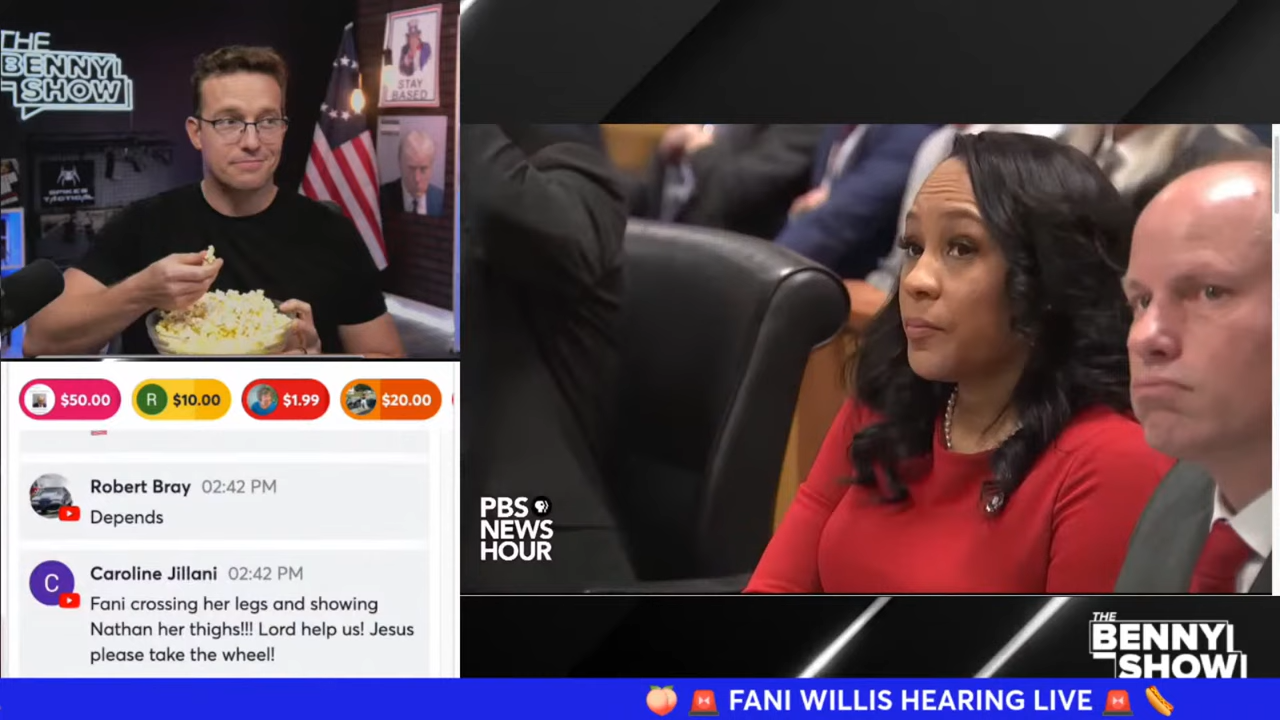 THE
BENNY
SHOW
STAY
BASED
$50.00
R
$10.00
$1.99
$20.00
Robert Bray 02:42 PM
Depends
C
Caroline Jillani 02:42 PM
Fani crossing her legs and showing
Nathan her thighs!!! Lord help us! Jesus
please take the wheel!
PBS
NEWS
HOUR
THE
BENNY
SHOW
🍑 🚨 FANI WILLIS HEARING LIVE 🚨 🌭